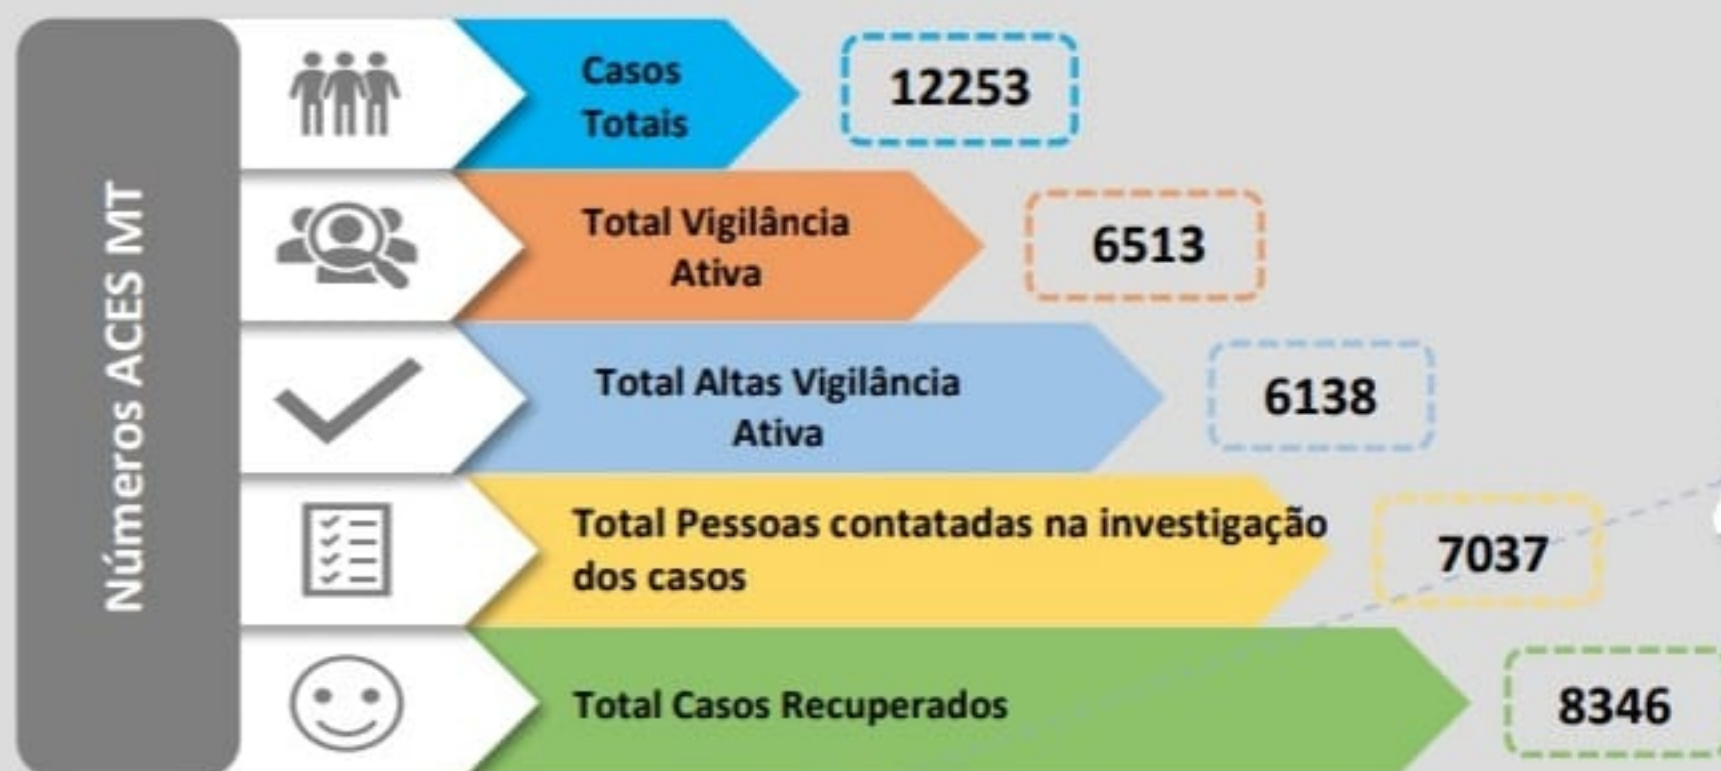 Números ACES MT
Casos
Totais
12253
Total Vigilância
Ativa
6513
Total Altas Vigilância
Ativa
6138
Total Pessoas contatadas na investigação
dos casos
7037
Total Casos Recuperados
8346